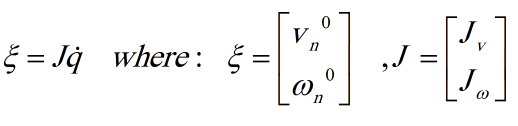 ξ = Jq̇ where: ξ = [v_n^0 ω_n^0] , J = [J_v J_ω]